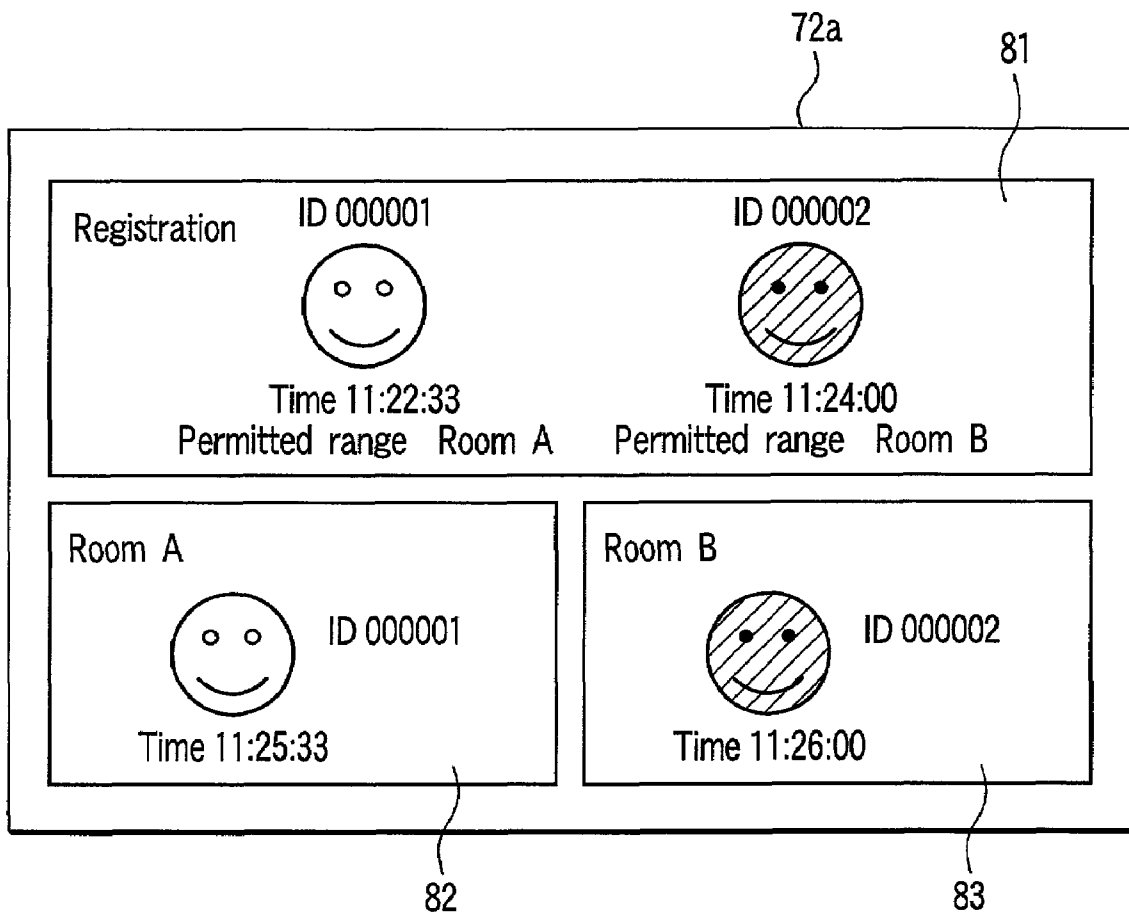 72a
81
Registration
ID 000001
ID 000002
Time 11:22:33
Time 11:24:00
Permitted range Room A
Permitted range Room B
Room A
ID 000001
Time 11:25:33
Room B
ID 000002
Time 11:26:00
82
83